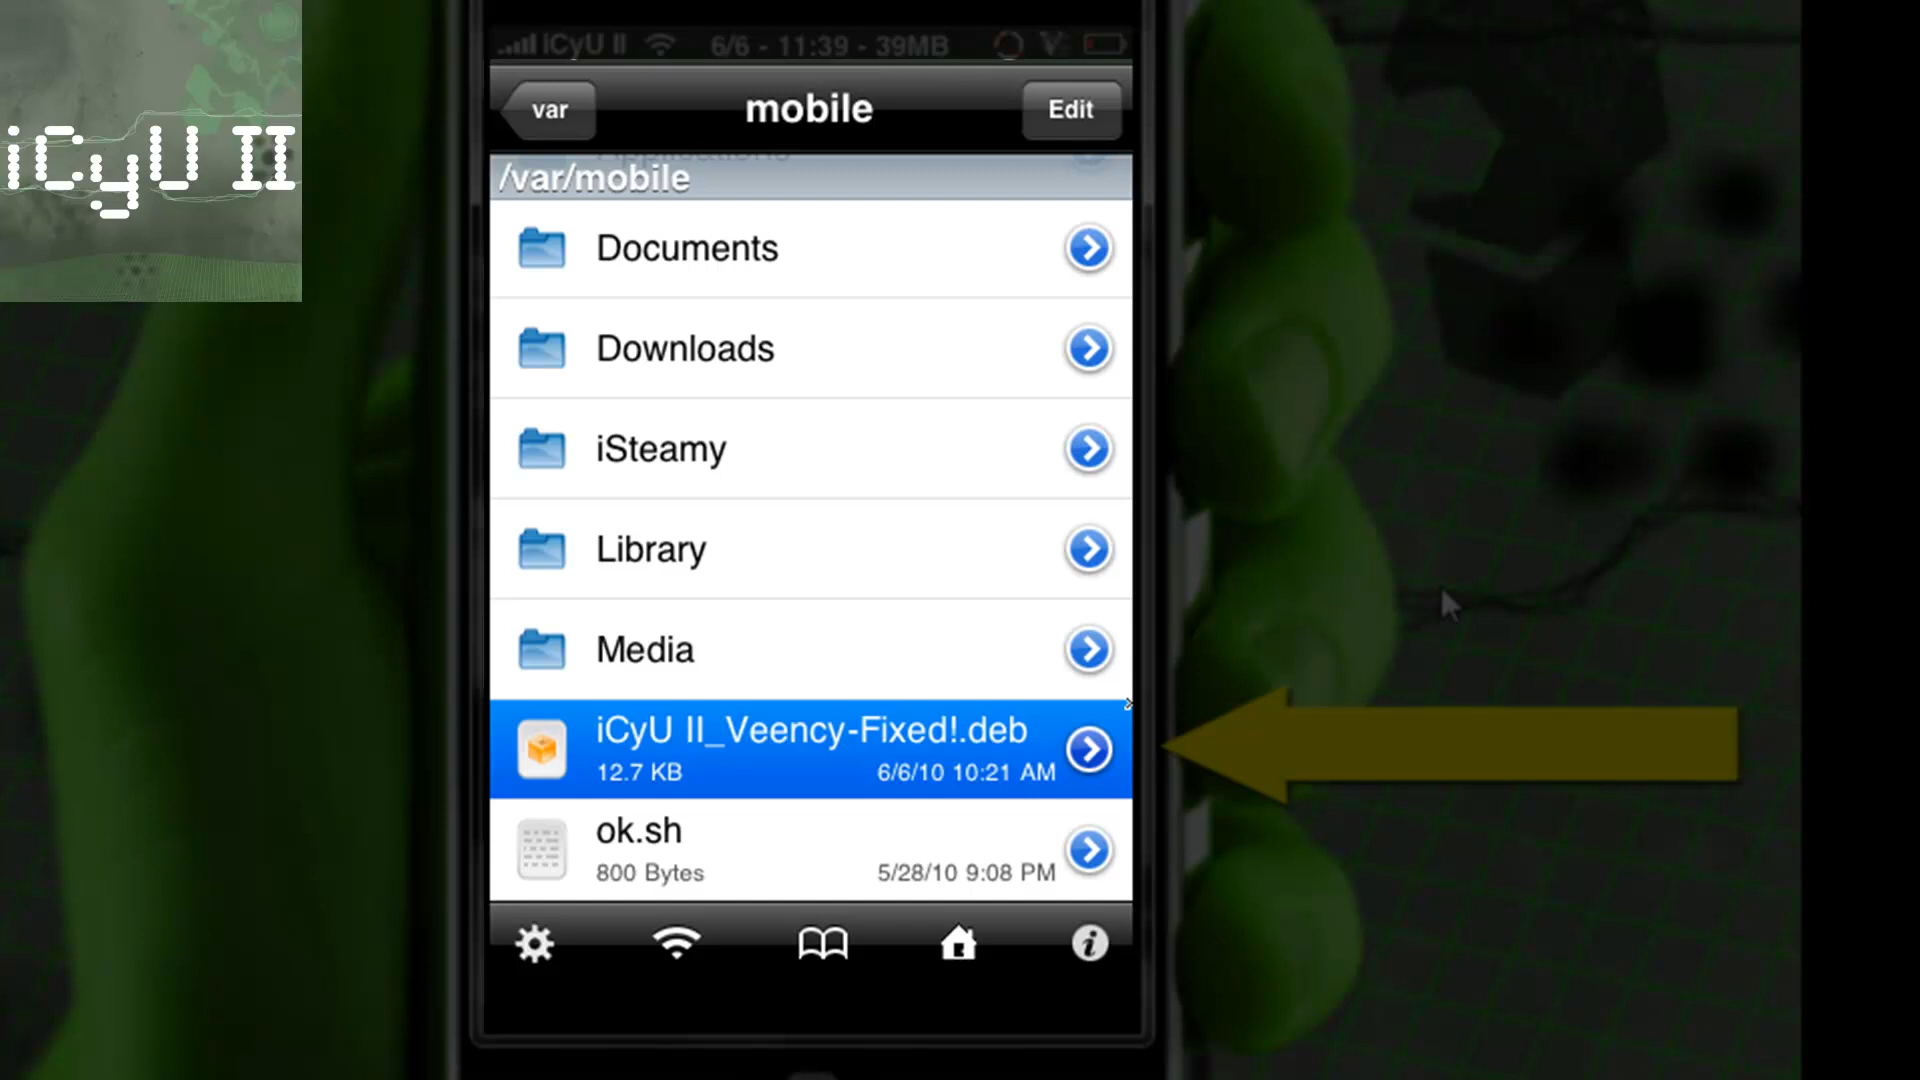 iCyU II
iCyU II 6/6 - 11:39 - 39MB
var mobile Edit
Applications
/var/mobile
Documents
Downloads
iSteamy
Library
Media
iCyU II_Veency-Fixed!.deb
12.7 KB 6/6/10 10:21 AM
ok.sh
800 Bytes 5/28/10 9:08 PM